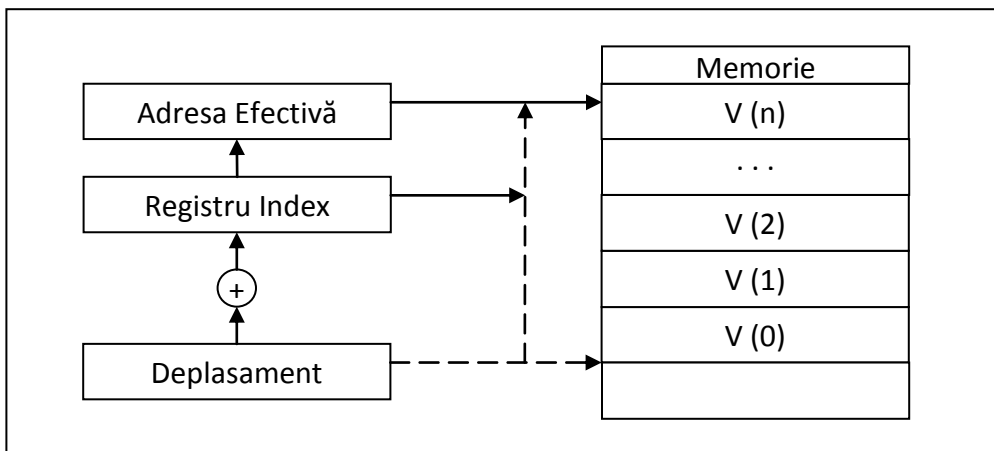 Memorie
Adresa Efectivă
V (n)
. . .
Registru Index
V (2)
+
V (1)
V (0)
Deplasament